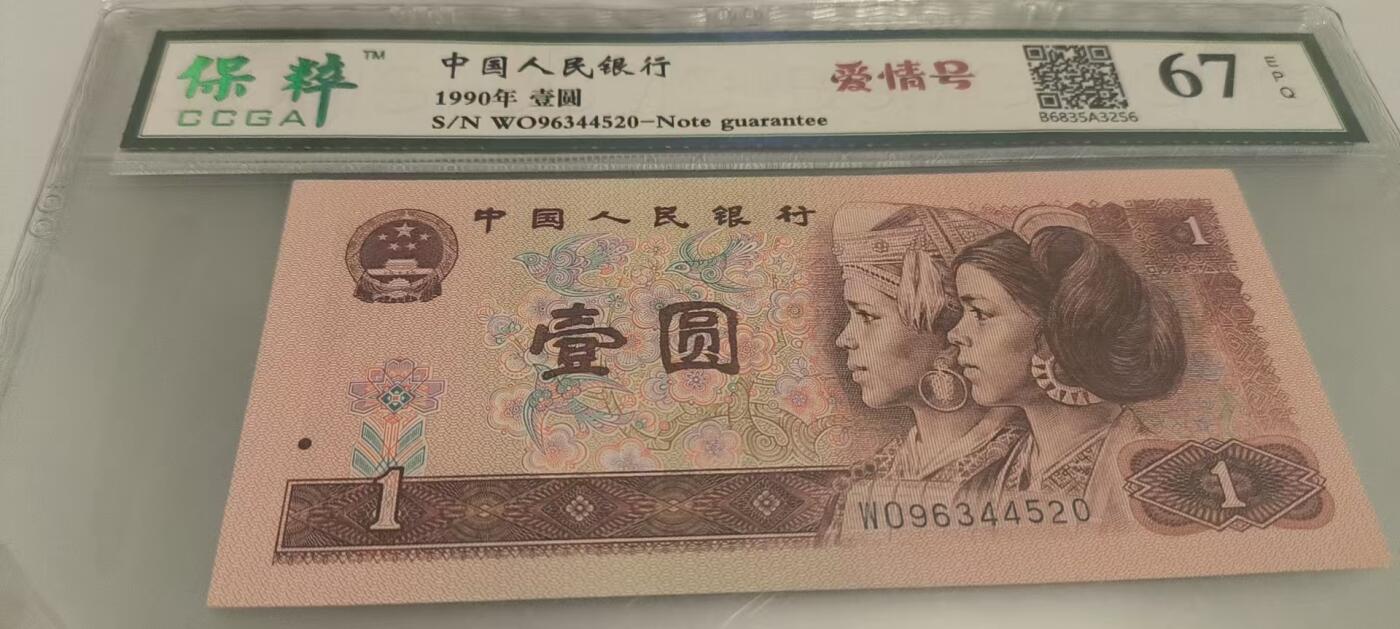 保粹™
CCGA
中国人民银行
1990年 壹圆
S/N WO96344520-Note guarantee
爱情号
B6835A3256
67
EPQ
中国人民银行
1
壹圆
1
WO96344520
1